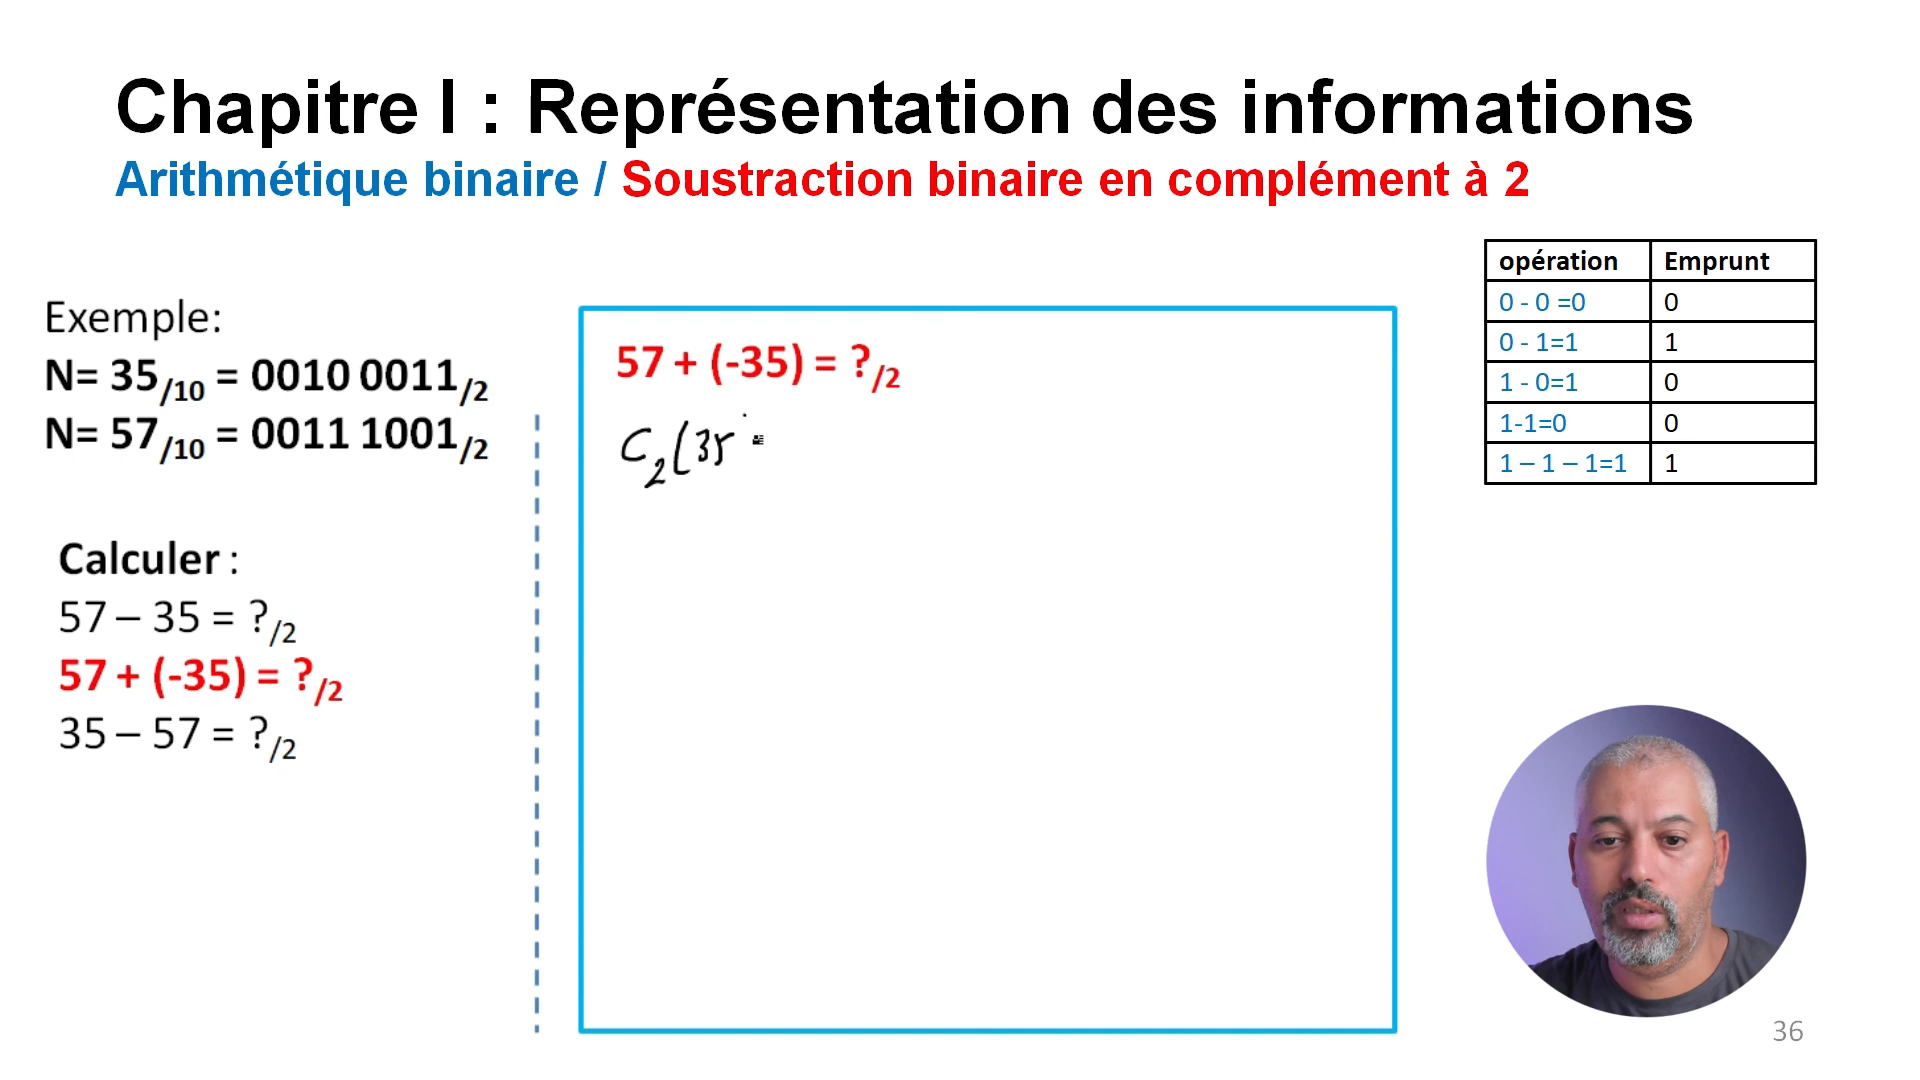 Chapitre I : Représentation des informations
Arithmétique binaire / Soustraction binaire en complément à 2
Exemple:
N= 35/10 = 0010 0011/2
N= 57/10 = 0011 1001/2
Calculer :
57 – 35 = ?/2
57 + (-35) = ?/2
35 – 57 = ?/2
57 + (-35) = ?/2
C2(35
opération Emprunt
0 - 0 =0 0
0 - 1=1 1
1 - 0=1 0
1-1=0 0
1 – 1 – 1=1 1
36